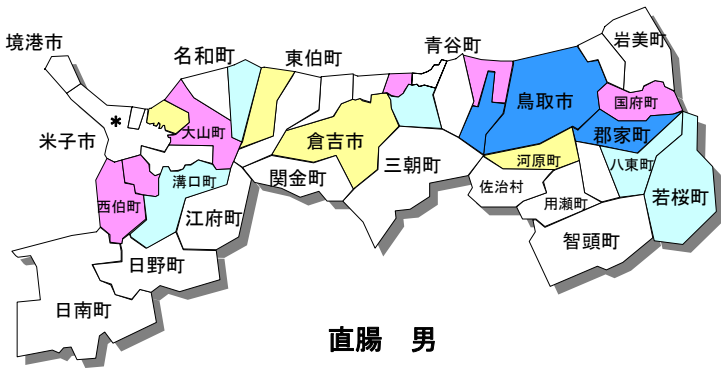 境港市
名和町
東伯町
青谷町
岩美町
鳥取市
国府町
*
米子市
大山町
倉吉市
郡家町
三朝町
河原町
八東町
関金町
佐治村
西伯町
溝口町
江府町
用瀬町
若桜町
智頭町
日野町
日南町
直腸 男